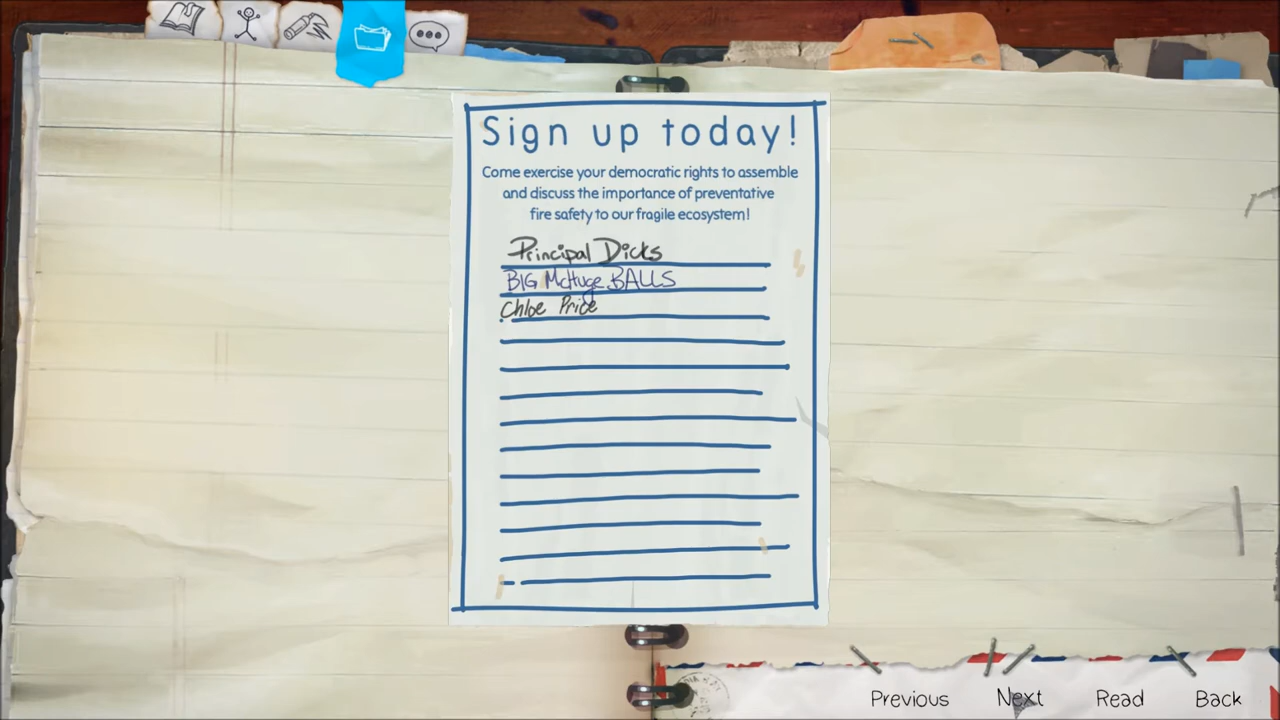 Sign up today!
Come exercise your democratic rights to assemble
and discuss the importance of preventative
fire safety to our fragile ecosystem!
Principal Dicks
BIG McHuge BALLS
Chloe Price
Previous Next Read Back